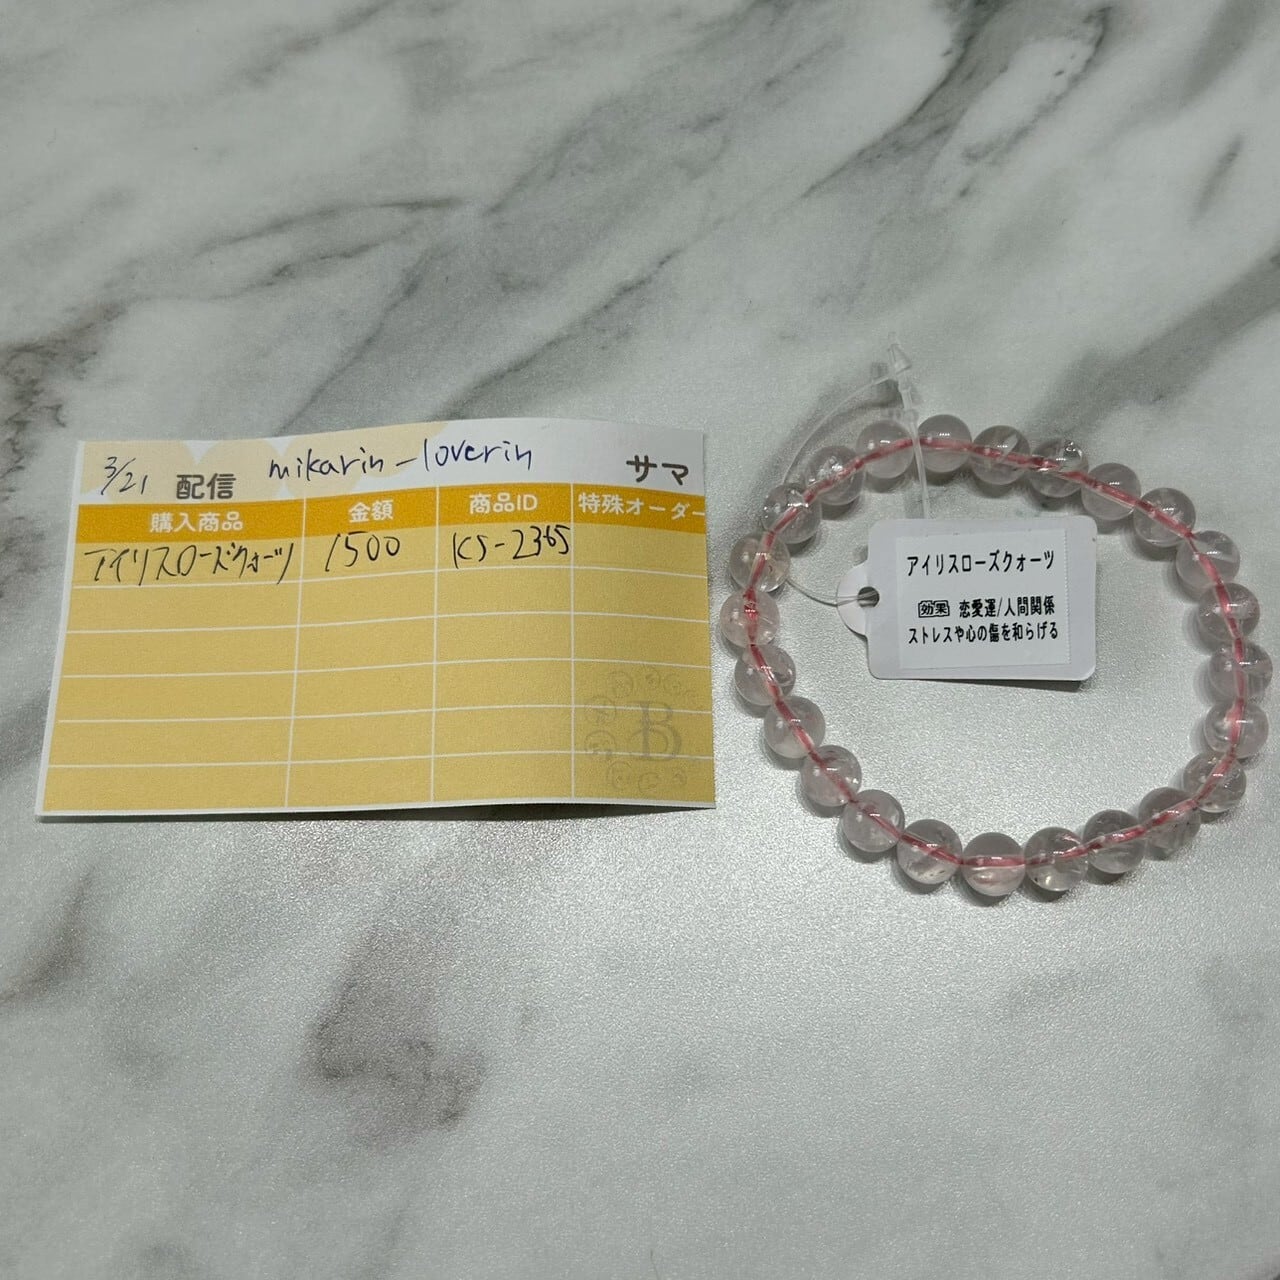 3/21 配信 mikarin-loverin サマ
購入商品 金額 商品ID 特殊オーダー
アイリスローズクォーツ 1500 KS-2365
B
アイリスローズクォーツ
効果 恋愛運/人間関係
ストレスや心の傷を和らげる